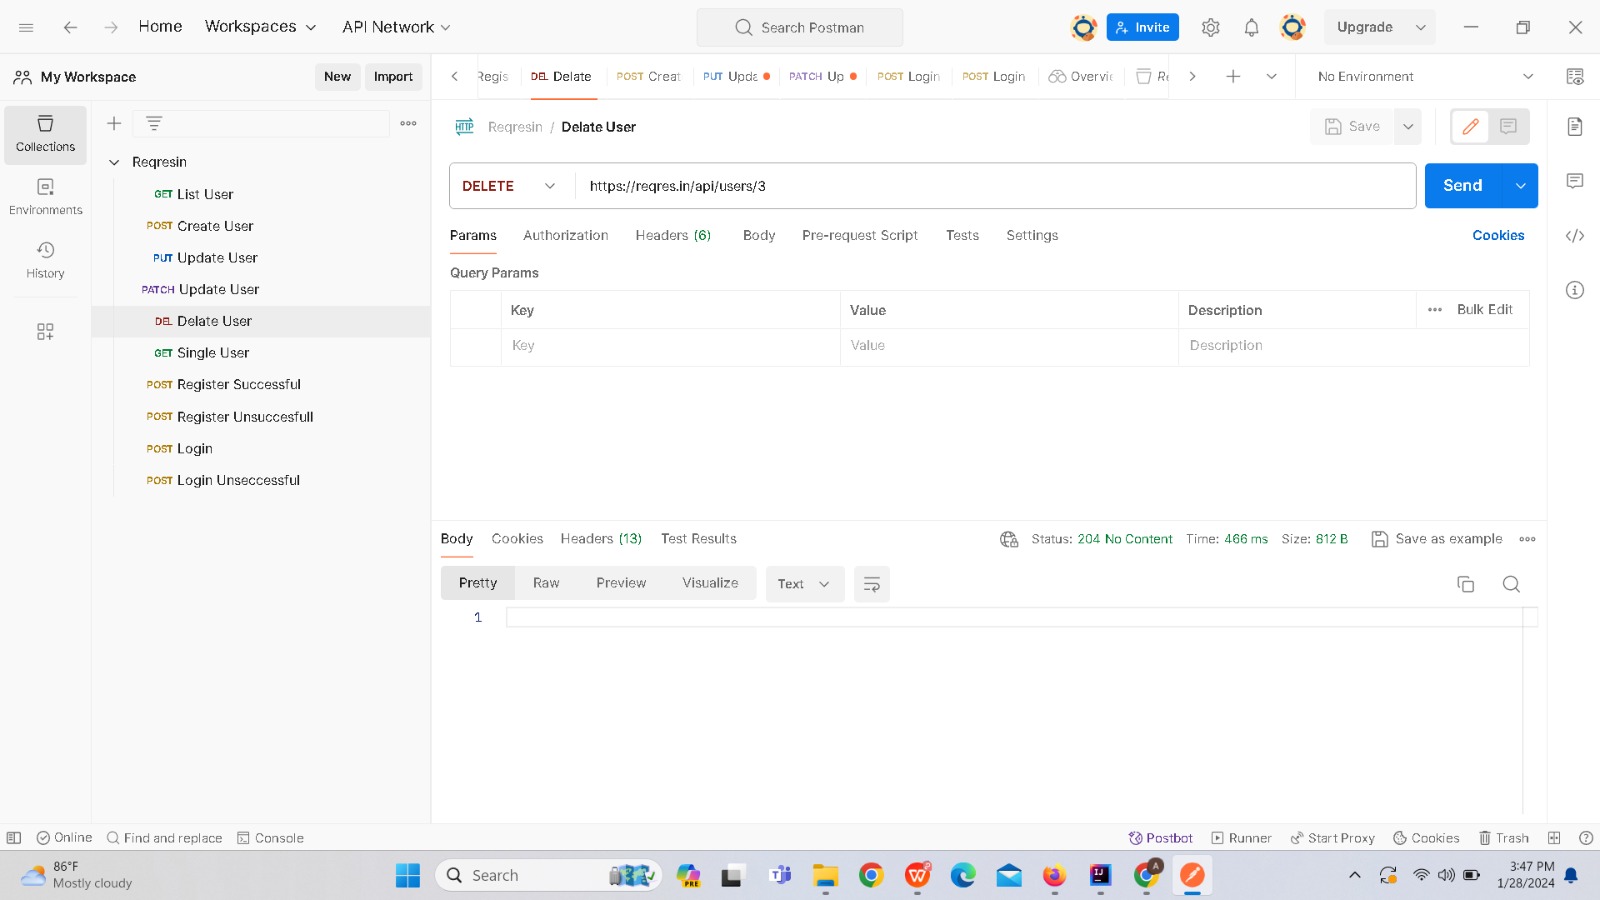 Home Workspaces API Network Search Postman Invite Upgrade
My Workspace New Import
Regis DEL Delate POST Creat PUT Upda PATCH Up POST Login POST Login Overvi Re No Environment
Collections
Environments
History
Reqresin
GET List User
POST Create User
PUT Update User
PATCH Update User
DEL Delate User
GET Single User
POST Register Successful
POST Register Unsuccesfull
POST Login
POST Login Unseccessful
HTTP Reqresin / Delate User Save
DELETE https://reqres.in/api/users/3 Send
Params Authorization Headers (6) Body Pre-request Script Tests Settings Cookies
Query Params
Key Value Description Bulk Edit
Key Value Description
Body Cookies Headers (13) Test Results Status: 204 No Content Time: 466 ms Size: 812 B Save as example
Pretty Raw Preview Visualize Text
1
Online Find and replace Console Postbot Runner Start Proxy Cookies Trash
86°F
Mostly cloudy
Search
PRE
A
3:47 PM
1/28/2024